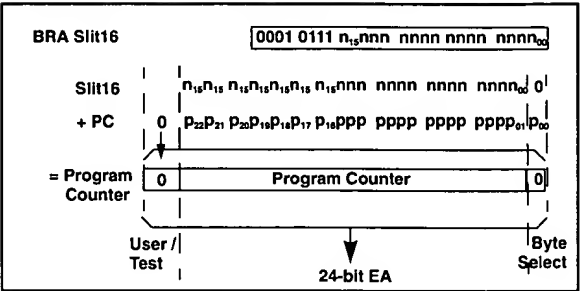 BRA Slit16 0001 0111 n₁₅nnn nnnn nnnn nnnn₀₀
Slit16 n₁₅n₁₅ n₁₅n₁₅n₁₅n₁₅ n₁₅nnn nnnn nnnn nnnn₀₀ 0
+ PC 0 p₂₂p₂₁ p₂₀p₁₉p₁₈p₁₇ p₁₆ppp pppp pppp pppp₀₁ p₀₀
= Program Counter 0 Program Counter 0
User / Test
Byte Select
24-bit EA